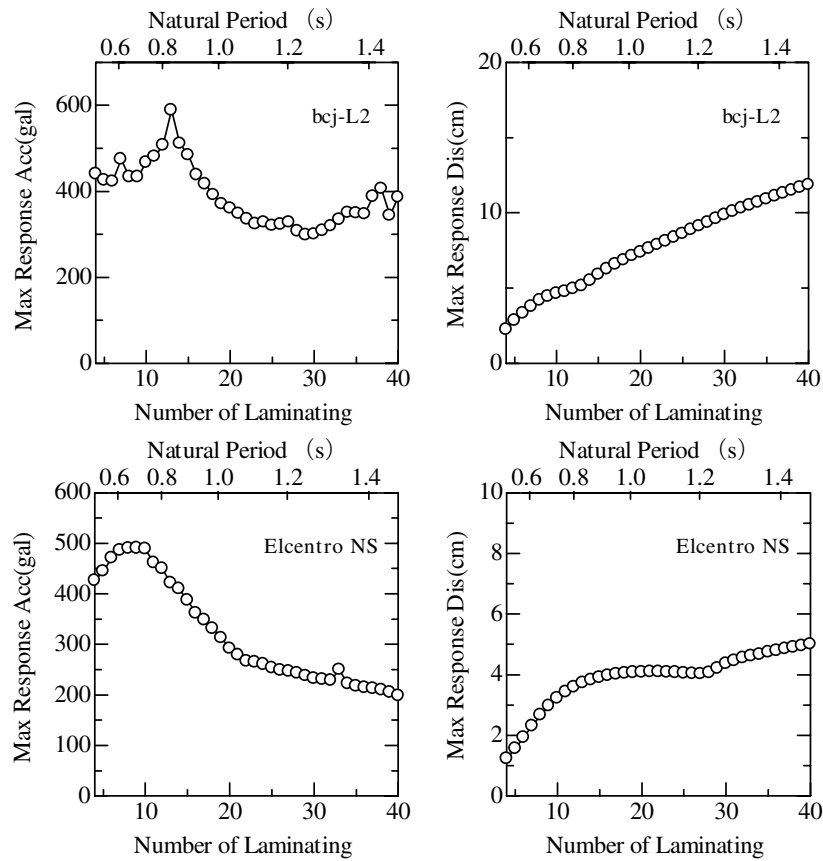 Natural Period (s)
0.6 0.8 1.0 1.2 1.4
600
400
300
0
Max Response Acc(gal)
bcj-L2
10 20 30 40
Number of Laminating
Natural Period (s)
0.6 0.8 1.0 1.2 1.4
20
10
5
0
Max Response Dis(cm)
bcj-L2
10 20 30 40
Number of Laminating
Natural Period (s)
0.6 0.8 1.0 1.2 1.4
600
500
400
300
200
100
0
Max Response Acc(gal)
Elcentro NS
10 20 30 40
Number of Laminating
Natural Period (s)
0.6 0.8 1.0 1.2 1.4
10
8
6
4
2
0
Max Response Dis(cm)
Elcentro NS
10 20 30 40
Number of Laminating